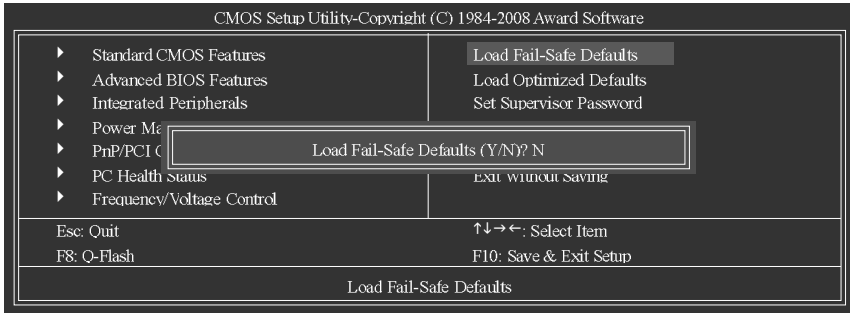 CMOS Setup Utility-Copyright (C) 1984-2008 Award Software
Standard CMOS Features
Advanced BIOS Features
Integrated Peripherals
Power Ma
PnP/PCI
PC Health Status
Frequency/Voltage Control
Load Fail-Safe Defaults
Load Optimized Defaults
Set Supervisor Password
Exit Without Saving
Load Fail-Safe Defaults (Y/N)? N
Esc: Quit
↑↓→←: Select Item
F8: Q-Flash
F10: Save & Exit Setup
Load Fail-Safe Defaults